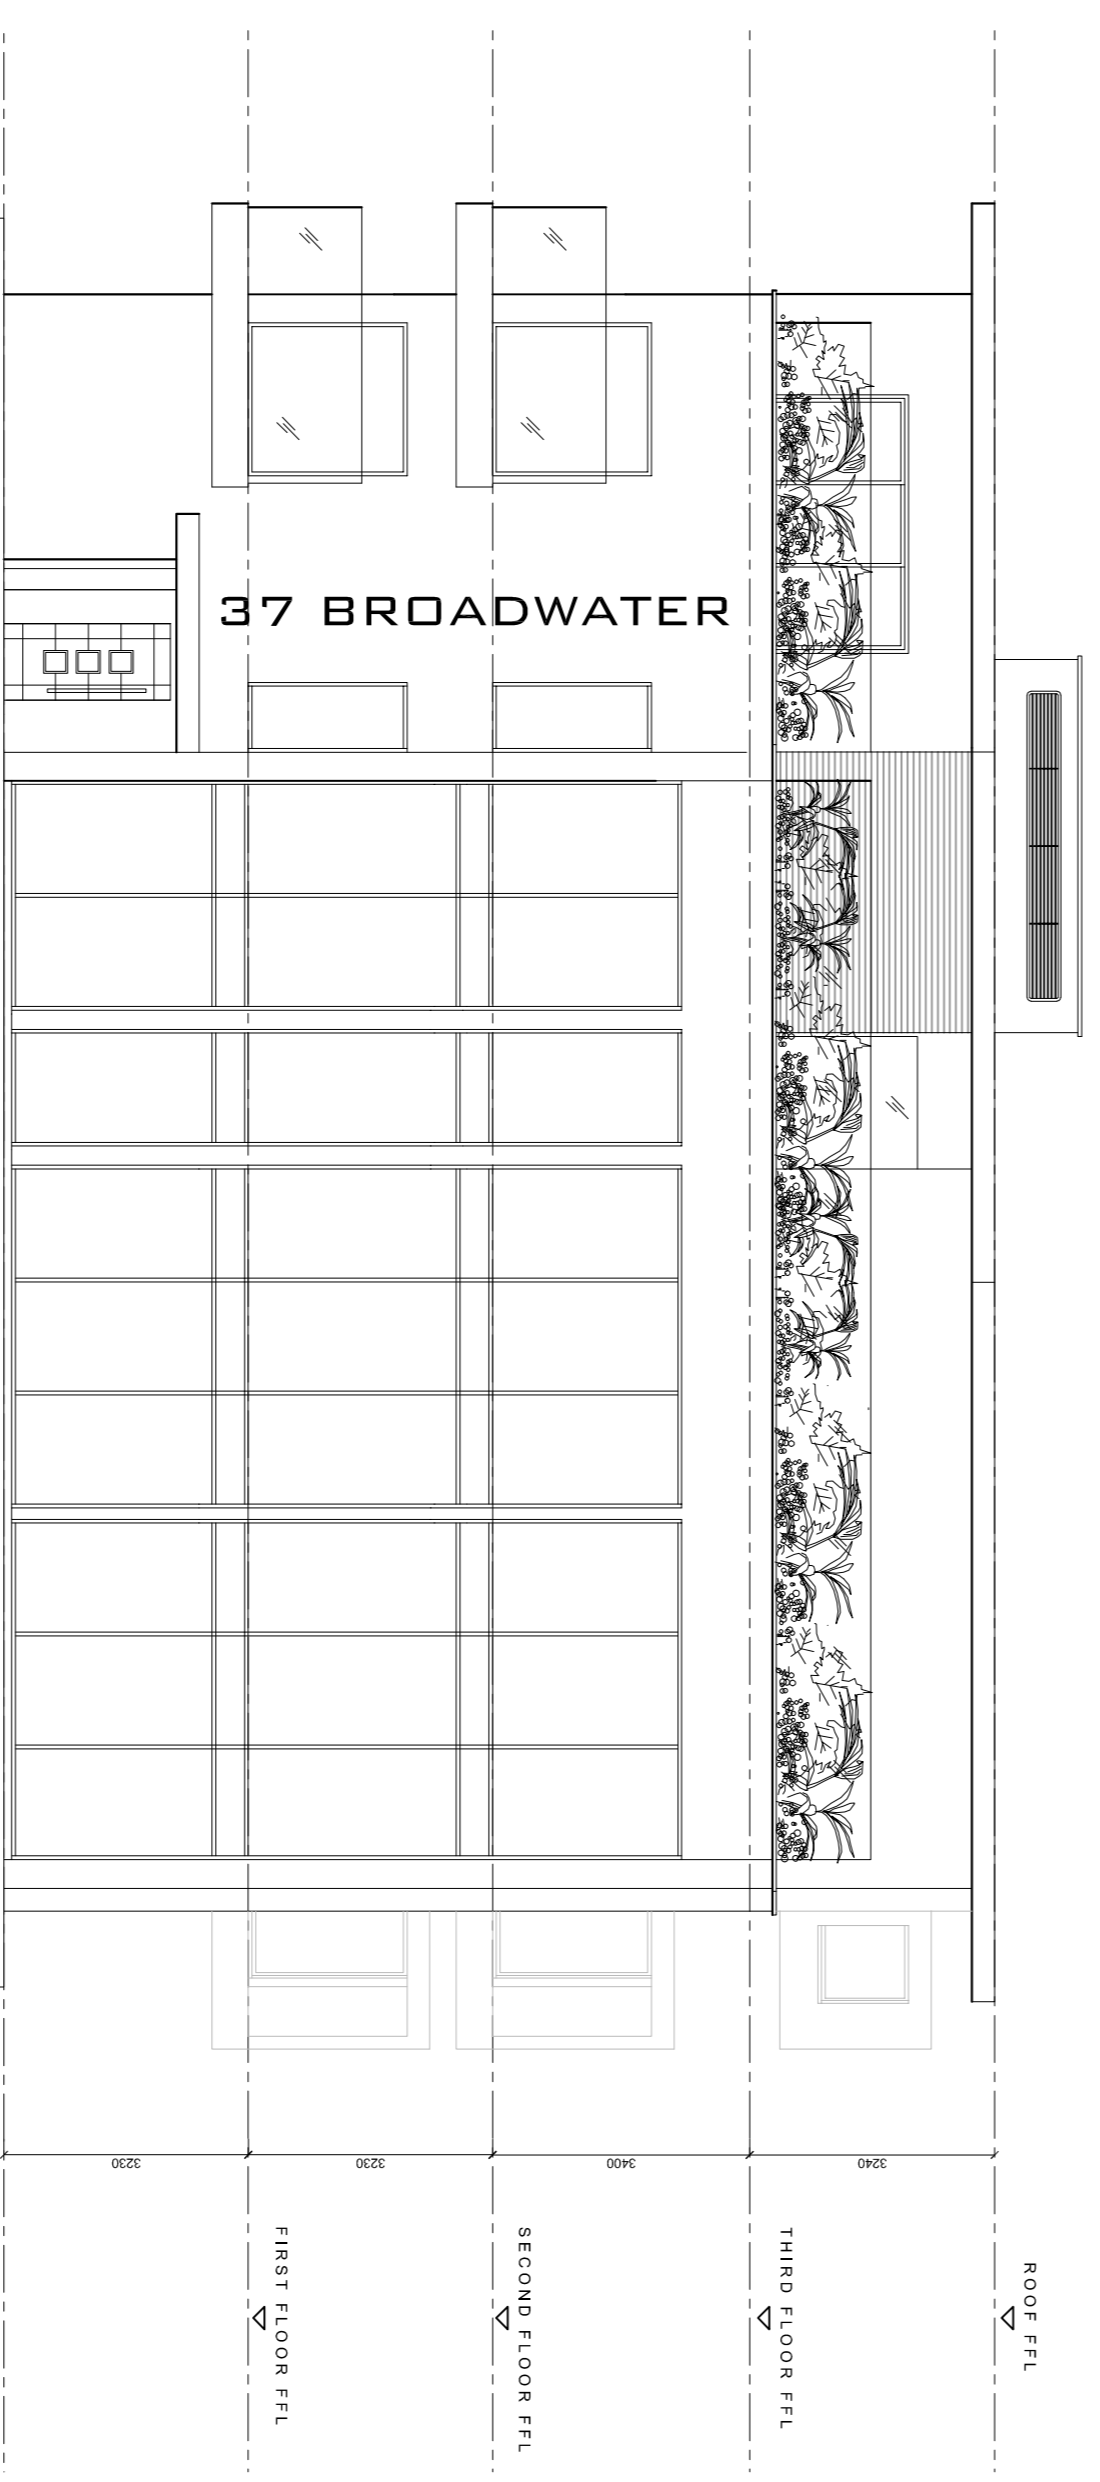 37 BROADWATER
3230
3230
3400
3240
FIRST FLOOR FFL
SECOND FLOOR FFL
THIRD FLOOR FFL
ROOF FFL